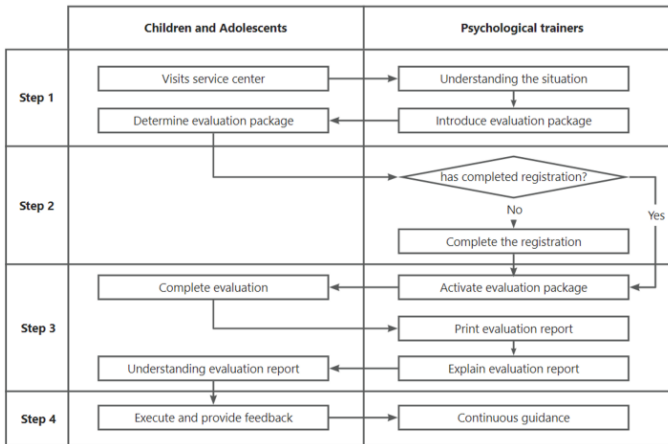 Children and Adolescents
Psychological trainers
Step 1
Visits service center
Understanding the situation
Determine evaluation package
Introduce evaluation package
Step 2
has completed registration?
No
Yes
Complete the registration
Step 3
Complete evaluation
Activate evaluation package
Print evaluation report
Understanding evaluation report
Explain evaluation report
Step 4
Execute and provide feedback
Continuous guidance